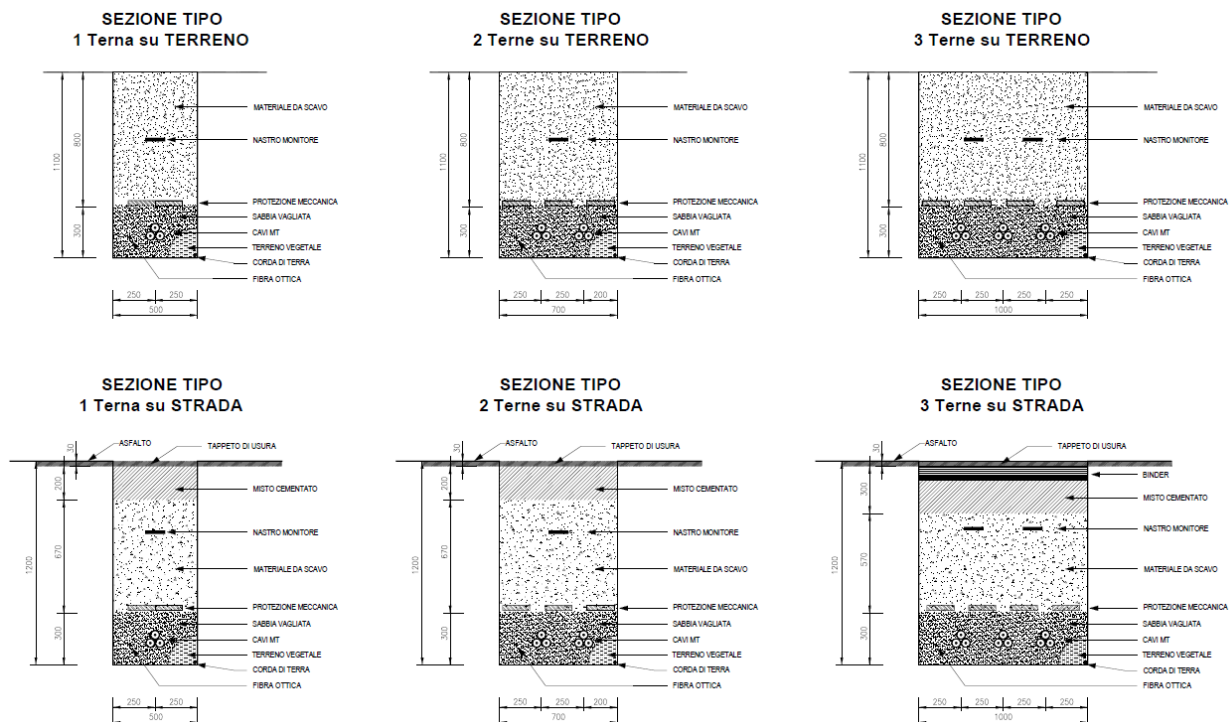 SEZIONE TIPO
1 Terna su TERRENO
1100
800
300
MATERIALE DA SCAVO
NASTRO MONITORE
PROTEZIONE MECCANICA
SABBIA VAGLIATA
CAVI MT
TERRENO VEGETALE
CORDA DI TERRA
FIBRA OTTICA
250 250
500
SEZIONE TIPO
2 Terne su TERRENO
1100
800
300
MATERIALE DA SCAVO
NASTRO MONITORE
PROTEZIONE MECCANICA
SABBIA VAGLIATA
CAVI MT
TERRENO VEGETALE
CORDA DI TERRA
FIBRA OTTICA
250 250 200
700
SEZIONE TIPO
3 Terne su TERRENO
1100
800
300
MATERIALE DA SCAVO
NASTRO MONITORE
PROTEZIONE MECCANICA
SABBIA VAGLIATA
CAVI MT
TERRENO VEGETALE
CORDA DI TERRA
FIBRA OTTICA
250 250 250 250
1000
SEZIONE TIPO
1 Terna su STRADA
30
ASFALTO
TAPPETO DI USURA
1200
200
670
300
MISTO CEMENTATO
NASTRO MONITORE
MATERIALE DA SCAVO
PROTEZIONE MECCANICA
SABBIA VAGLIATA
CAVI MT
TERRENO VEGETALE
CORDA DI TERRA
FIBRA OTTICA
250 250
500
SEZIONE TIPO
2 Terne su STRADA
30
ASFALTO
TAPPETO DI USURA
1200
200
670
300
MISTO CEMENTATO
NASTRO MONITORE
MATERIALE DA SCAVO
PROTEZIONE MECCANICA
SABBIA VAGLIATA
CAVI MT
TERRENO VEGETALE
CORDA DI TERRA
FIBRA OTTICA
250 250 200
700
SEZIONE TIPO
3 Terne su STRADA
30
ASFALTO
TAPPETO DI USURA
BINDER
1200
300
570
300
MISTO CEMENTATO
NASTRO MONITORE
MATERIALE DA SCAVO
PROTEZIONE MECCANICA
SABBIA VAGLIATA
CAVI MT
TERRENO VEGETALE
CORDA DI TERRA
FIBRA OTTICA
250 250 250 250
1000